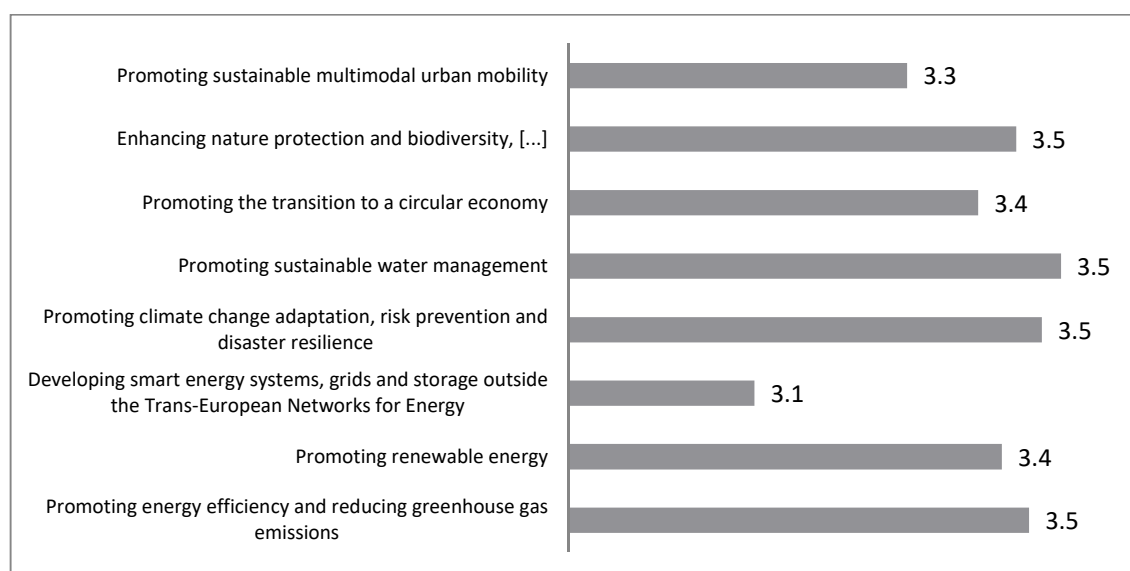 Promoting sustainable multimodal urban mobility
3.3
Enhancing nature protection and biodiversity, [...]
3.5
Promoting the transition to a circular economy
3.4
Promoting sustainable water management
3.5
Promoting climate change adaptation, risk prevention and
disaster resilience
3.5
Developing smart energy systems, grids and storage outside
the Trans-European Networks for Energy
3.1
Promoting renewable energy
3.4
Promoting energy efficiency and reducing greenhouse gas
emissions
3.5